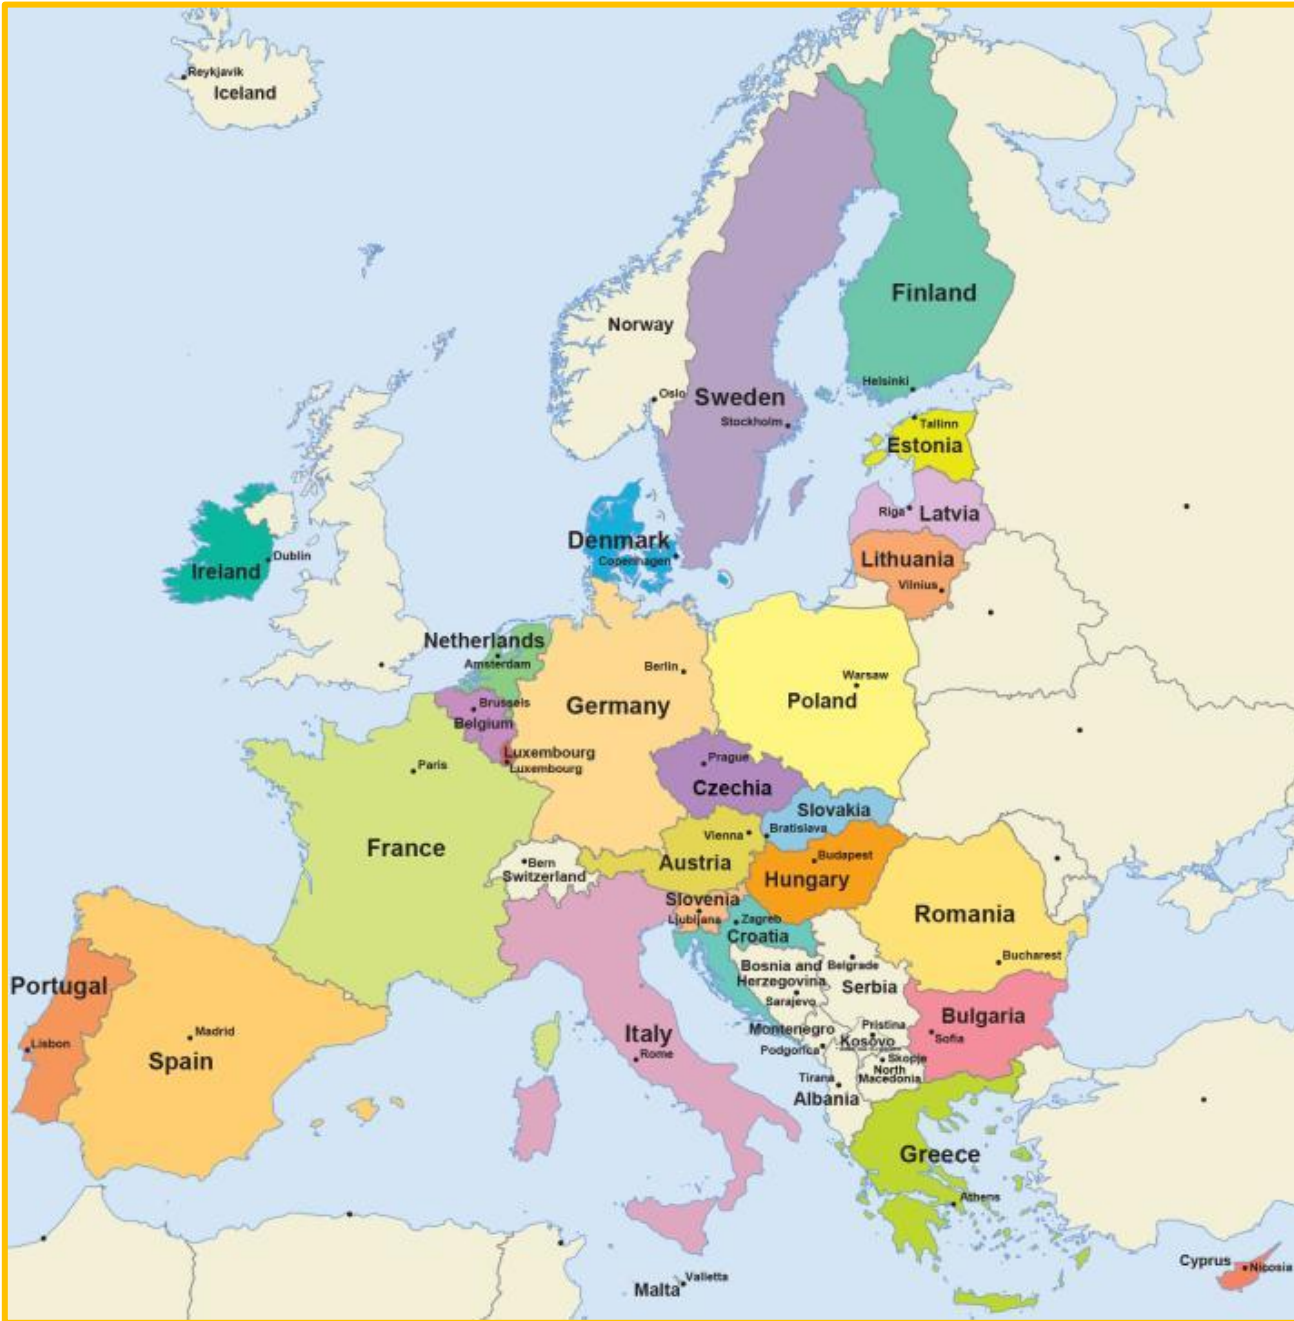 Reykjavik
Iceland
Finland
Norway
Helsinki
Oslo
Sweden
Stockholm
Tallinn
Estonia
Riga
Latvia
Denmark
Copenhagen
Dublin
Ireland
Lithuania
Vilnius
Netherlands
Amsterdam
Berlin
Germany
Warsaw
Poland
Brussels
Belgium
Luxembourg
Luxembourg
Paris
Prague
Czechia
Slovakia
Bratislava
Vienna
Austria
France
Bern
Switzerland
Budapest
Hungary
Slovenia
Ljubljana
Zagreb
Croatia
Romania
Bucharest
Bosnia and
Herzegovina
Sarajevo
Belgrade
Serbia
Portugal
Lisbon
Madrid
Spain
Italy
Rome
Montenegro
Podgorica
Pristina
Kosovo
Bulgaria
Sofia
Skopje
North
Macedonia
Tirana
Albania
Greece
Athens
Malta
Valletta
Cyprus
Nicosia